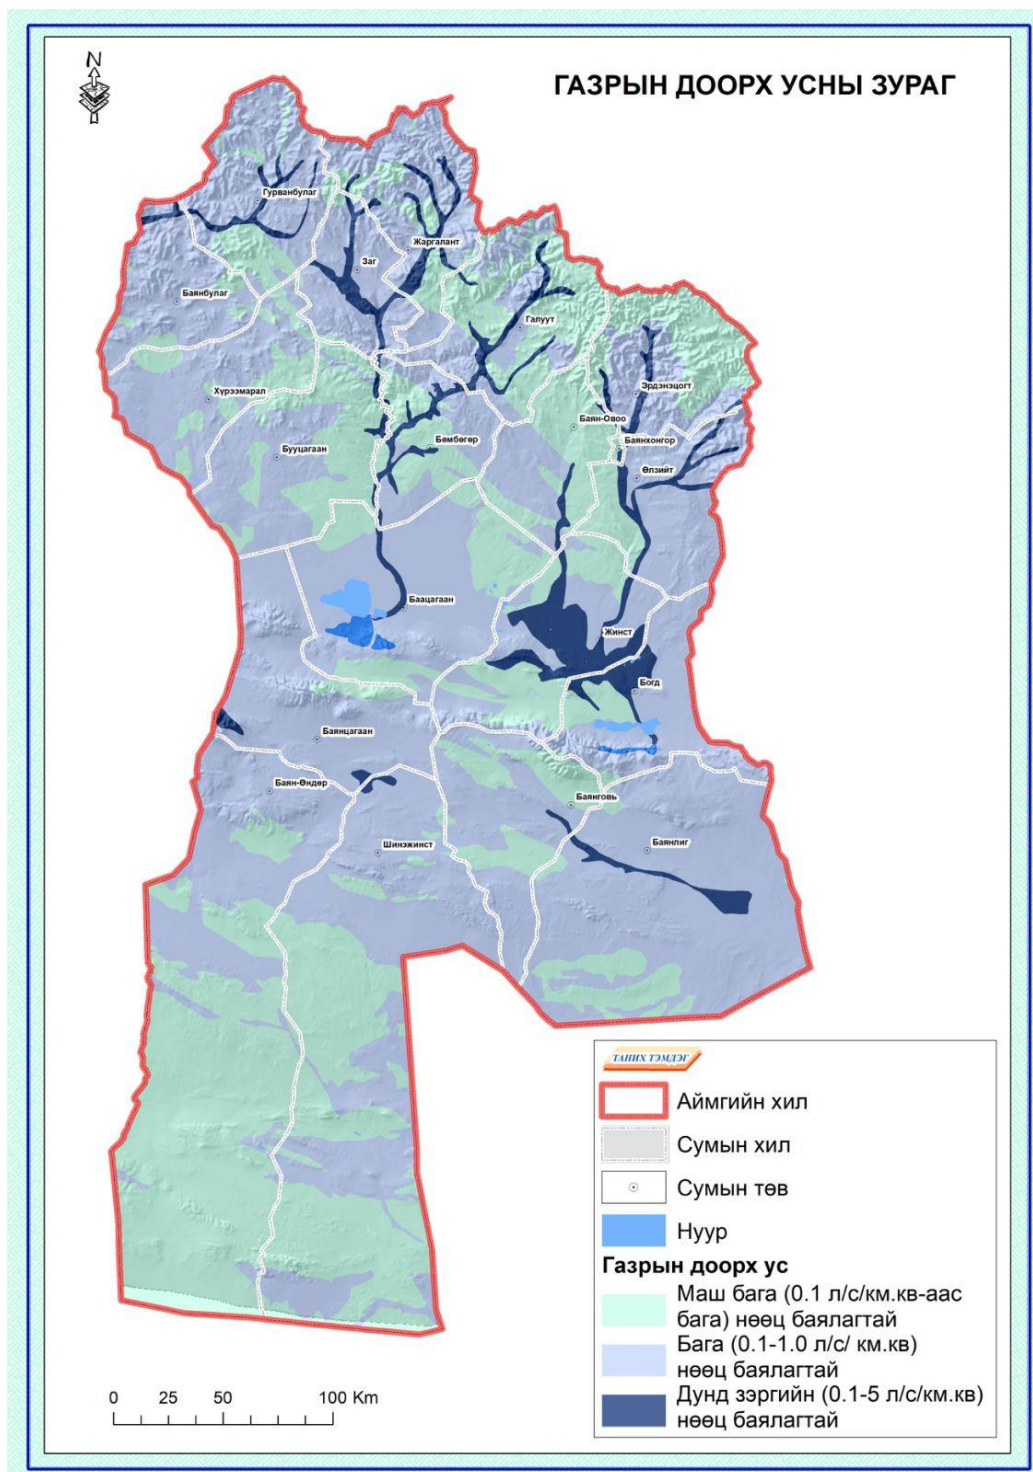 N
ГАЗРЫН ДООРХ УСНЫ ЗУРАГ
Гурванбулаг
Жаргалант
Заг
Баянбулаг
Галуут
Эрдэнэцогт
Хүрээмарал
Баян-Овоо
Баянхонгор
Бөмбөгөр
Бууцагаан
Өлзийт
Баацагаан
Жинст
Богд
Баянцагаан
Баян-Өндөр
Баянговь
Шинэжинст
Баянлиг
ТАНИХ ТЭМДЭГ
Аймгийн хил
Сумын хил
Сумын төв
Нуур
Газрын доорх ус
Маш бага (0.1 л/с/км.кв-аас
бага) нөөц баялагтай
Бага (0.1-1.0 л/с/ км.кв)
нөөц баялагтай
Дунд зэргийн (0.1-5 л/с/км.кв)
нөөц баялагтай
0 25 50 100 Km